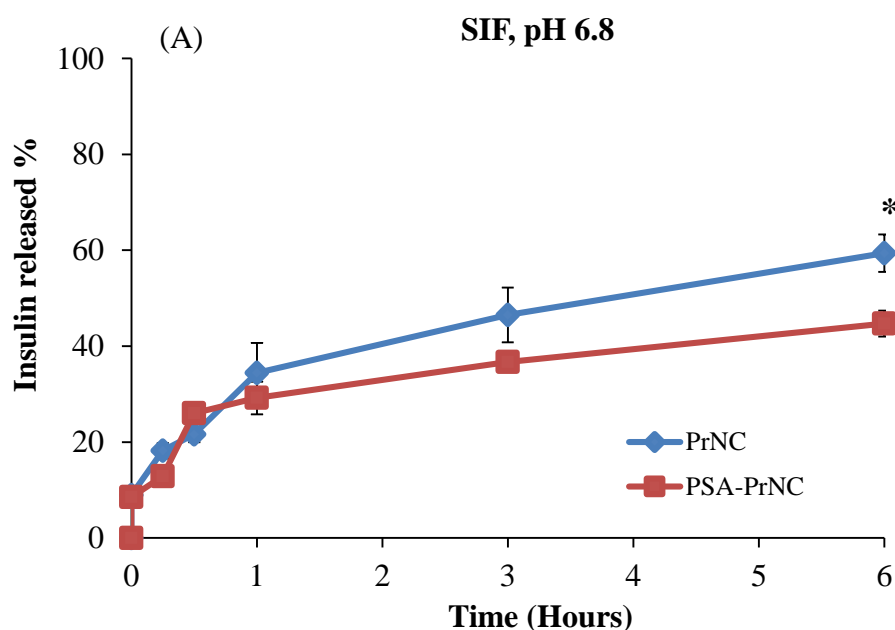 (A)
SIF, pH 6.8
Insulin released %
100
80
60
40
20
0
*
PrNC
PSA-PrNC
0 1 2 3 4 5 6
Time (Hours)